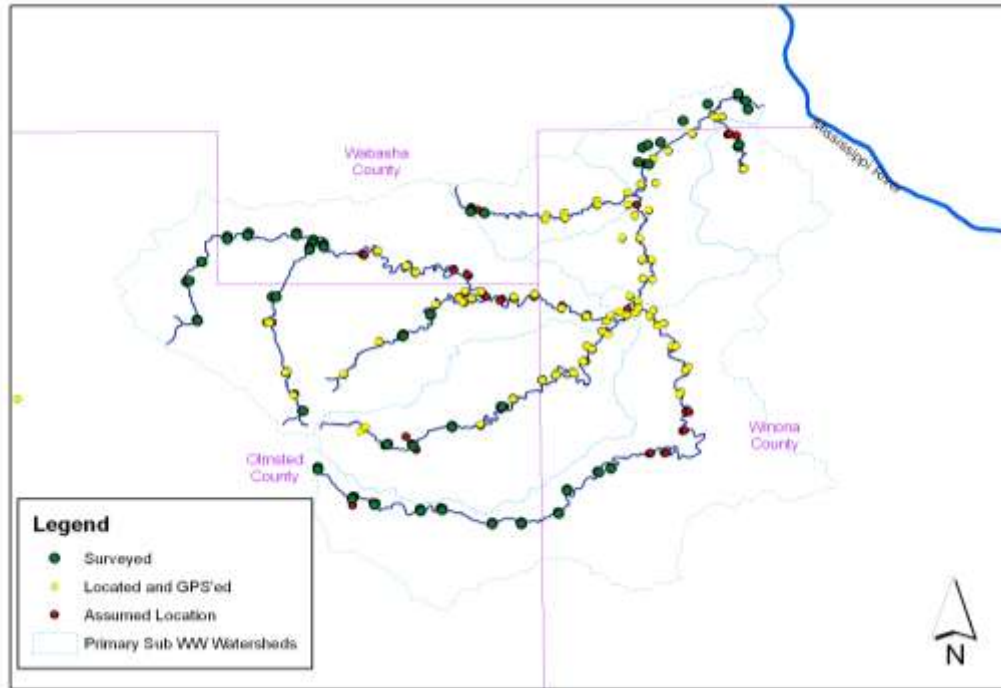 Mississippi River
Wabasha
County
Olmsted
County
Winona
County
Legend
Surveyed
Located and GPS'ed
Assumed Location
Primary Sub WW Watersheds
N